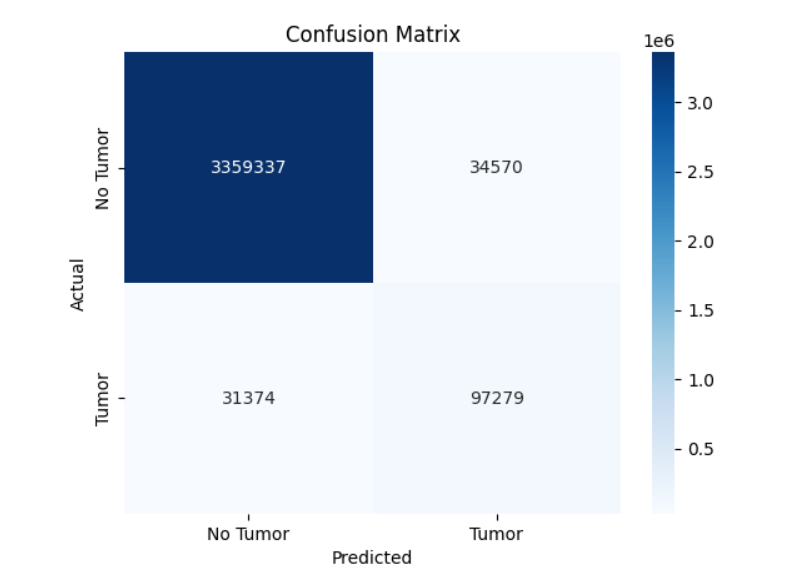 Confusion Matrix
1e6
No Tumor
3359337
34570
3.0
2.5
2.0
Actual
1.5
Tumor
31374
97279
1.0
0.5
No Tumor
Tumor
Predicted